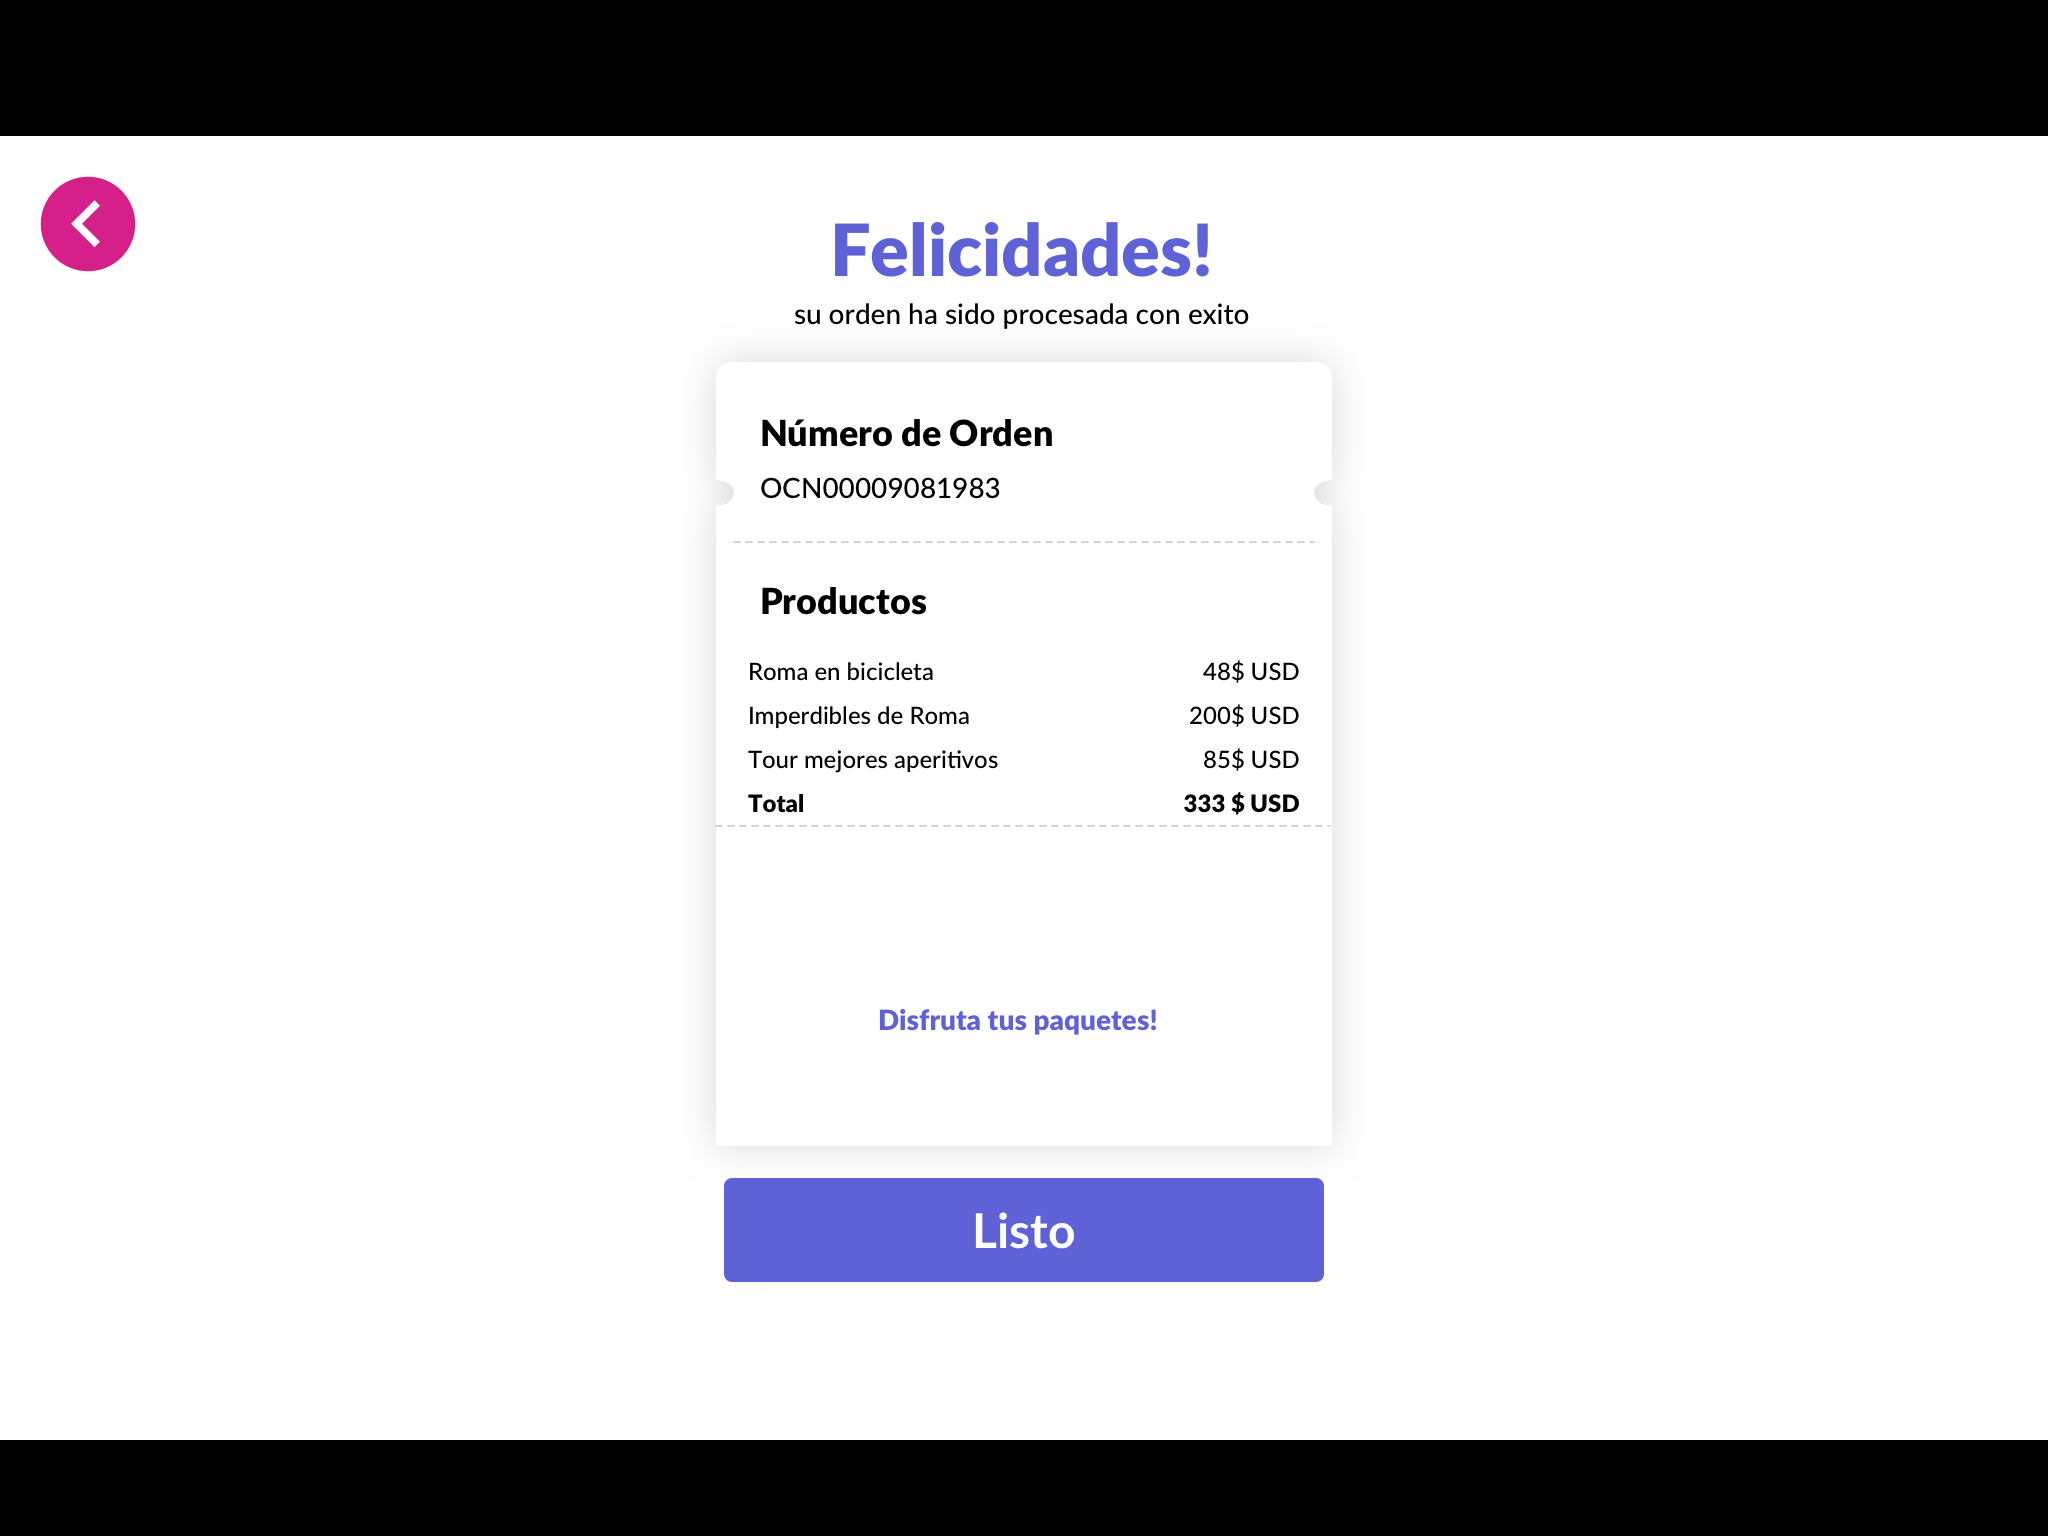 Felicidades!
su orden ha sido procesada con exito
Número de Orden
OCN00009081983
Productos
Roma en bicicleta 48$ USD
Imperdibles de Roma 200$ USD
Tour mejores aperitivos 85$ USD
Total 333 $ USD
Disfruta tus paquetes!
Listo